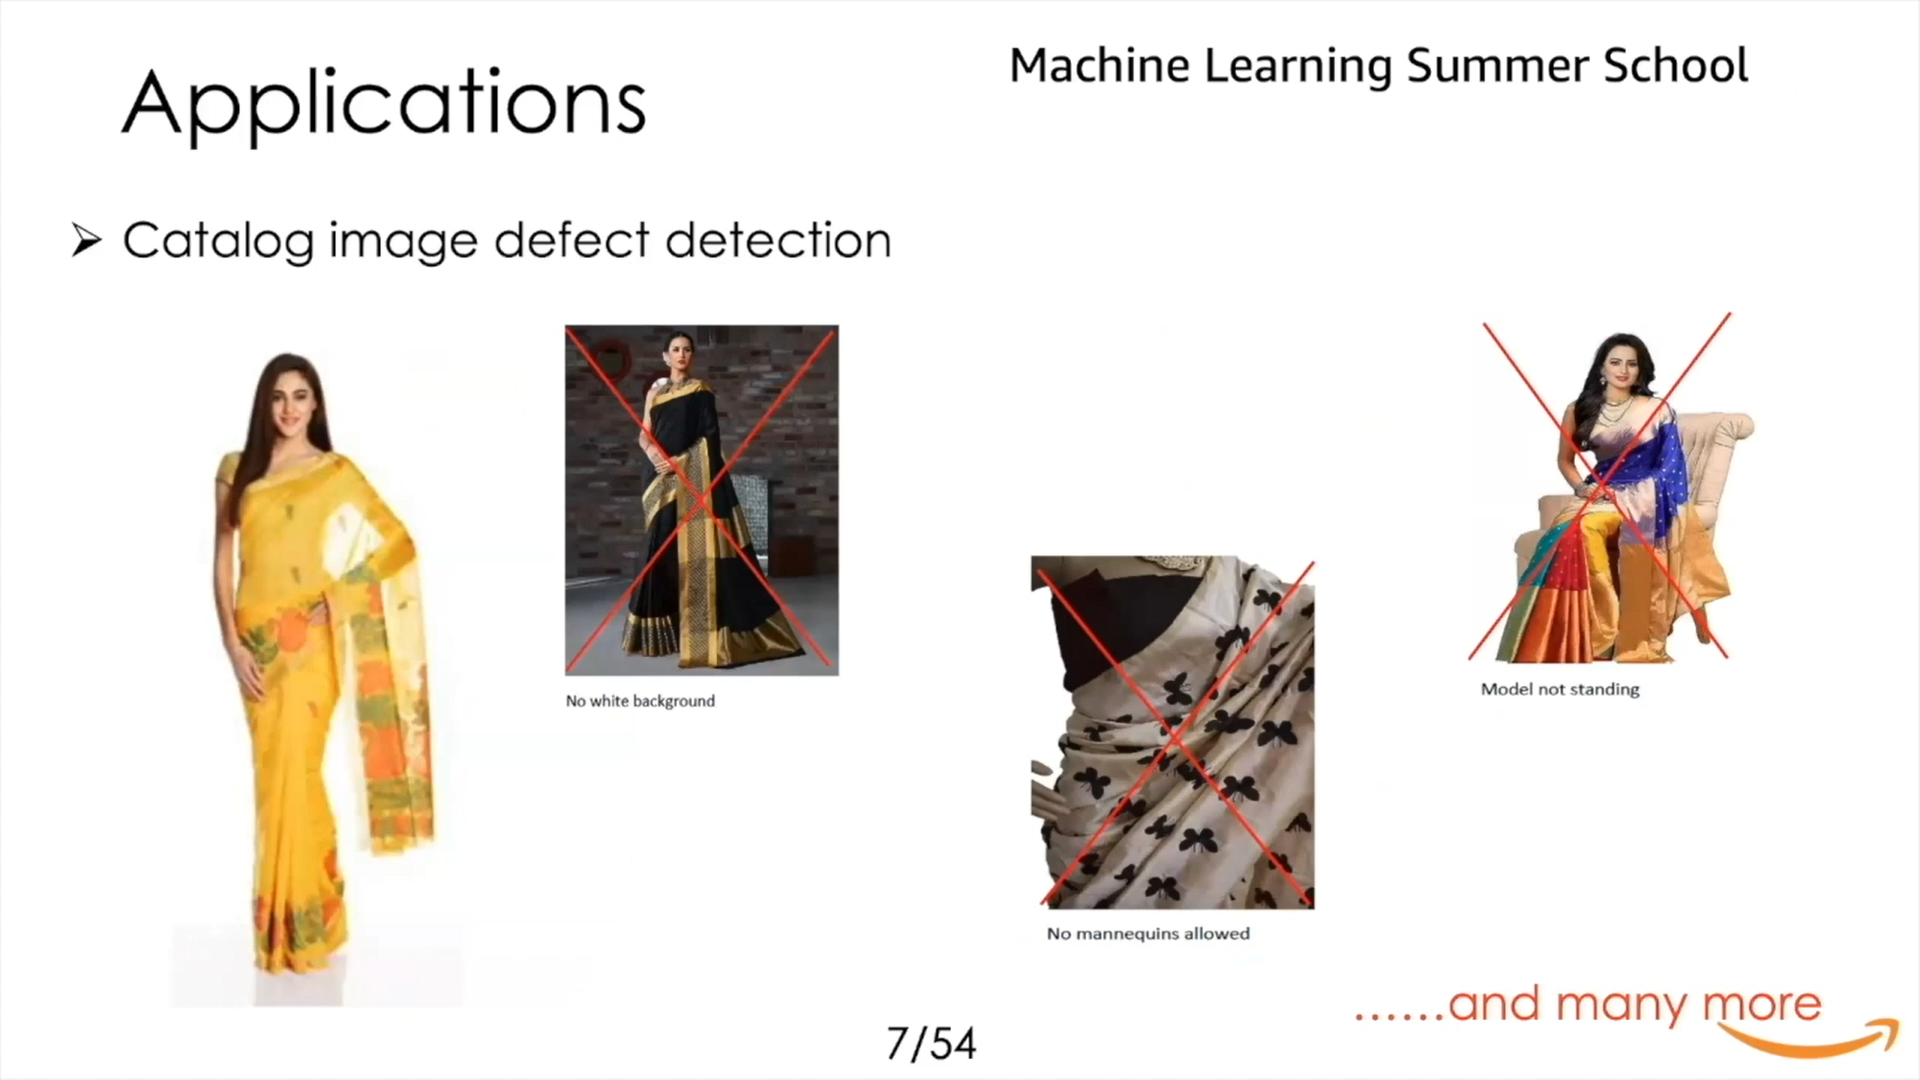 Applications
Machine Learning Summer School
➢ Catalog image defect detection
No white background
Model not standing
No mannequins allowed
......and many more
7/54